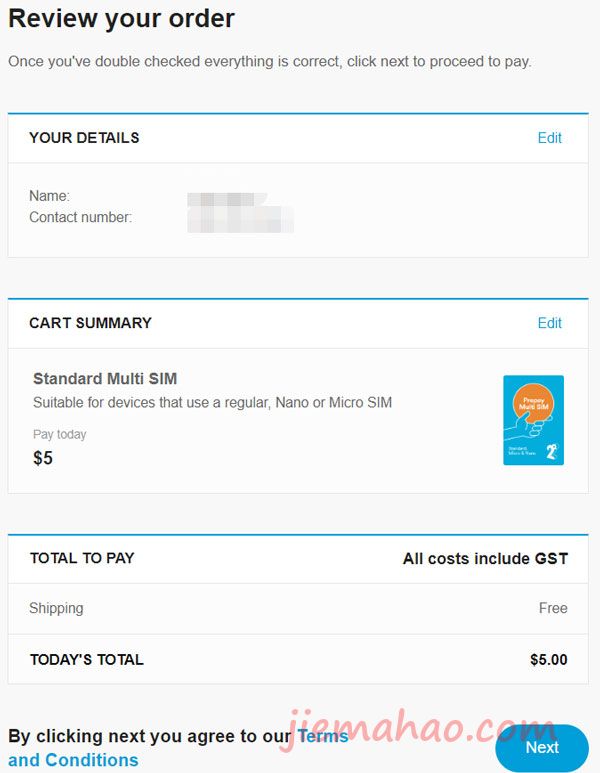 Review your order
Once you've double checked everything is correct, click next to proceed to pay.
YOUR DETAILS Edit
Name:
Contact number:
CART SUMMARY Edit
Standard Multi SIM
Suitable for devices that use a regular, Nano or Micro SIM
Pay today
$5
Prepay
Multi SIM
Standard,
Micro & Nano
2°
TOTAL TO PAY All costs include GST
Shipping Free
TODAY'S TOTAL $5.00
jiemahao.com
By clicking next you agree to our Terms
and Conditions
Next